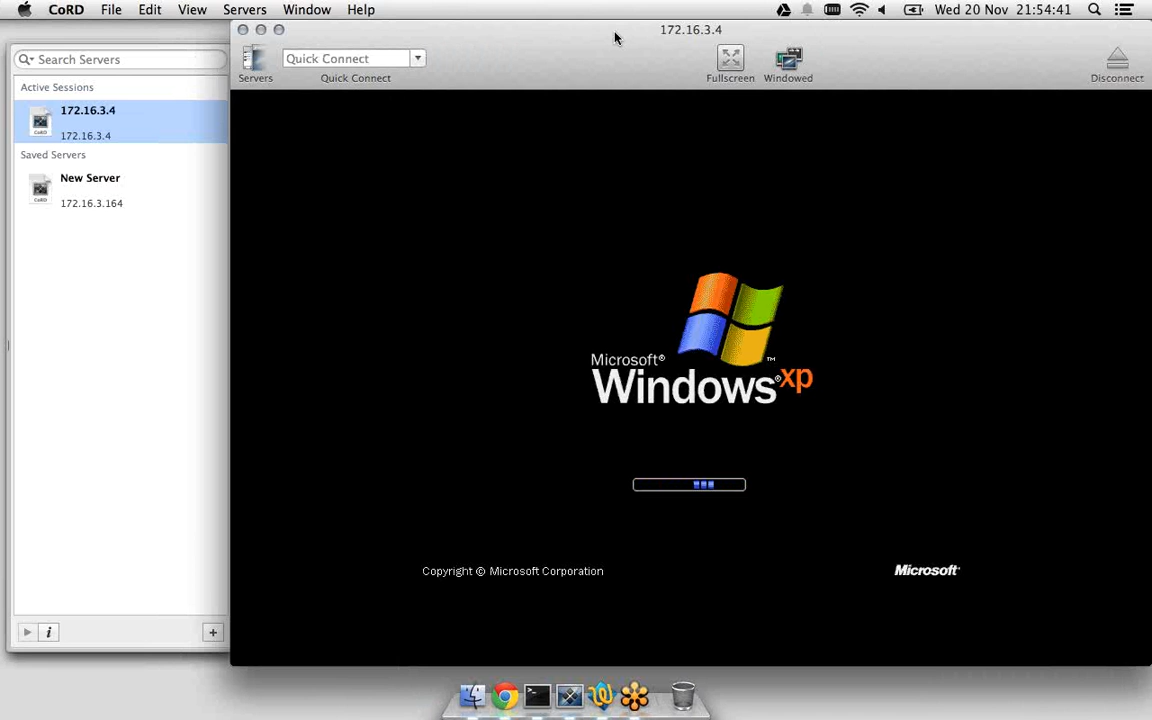 CoRD File Edit View Servers Window Help Wed 20 Nov 21:54:41
172.16.3.4
Search Servers
Quick Connect
Servers Quick Connect Fullscreen Windowed Disconnect
Active Sessions
172.16.3.4
172.16.3.4
Saved Servers
New Server
172.16.3.164
Microsoft®
Windows® xp ™
Copyright © Microsoft Corporation
Microsoft